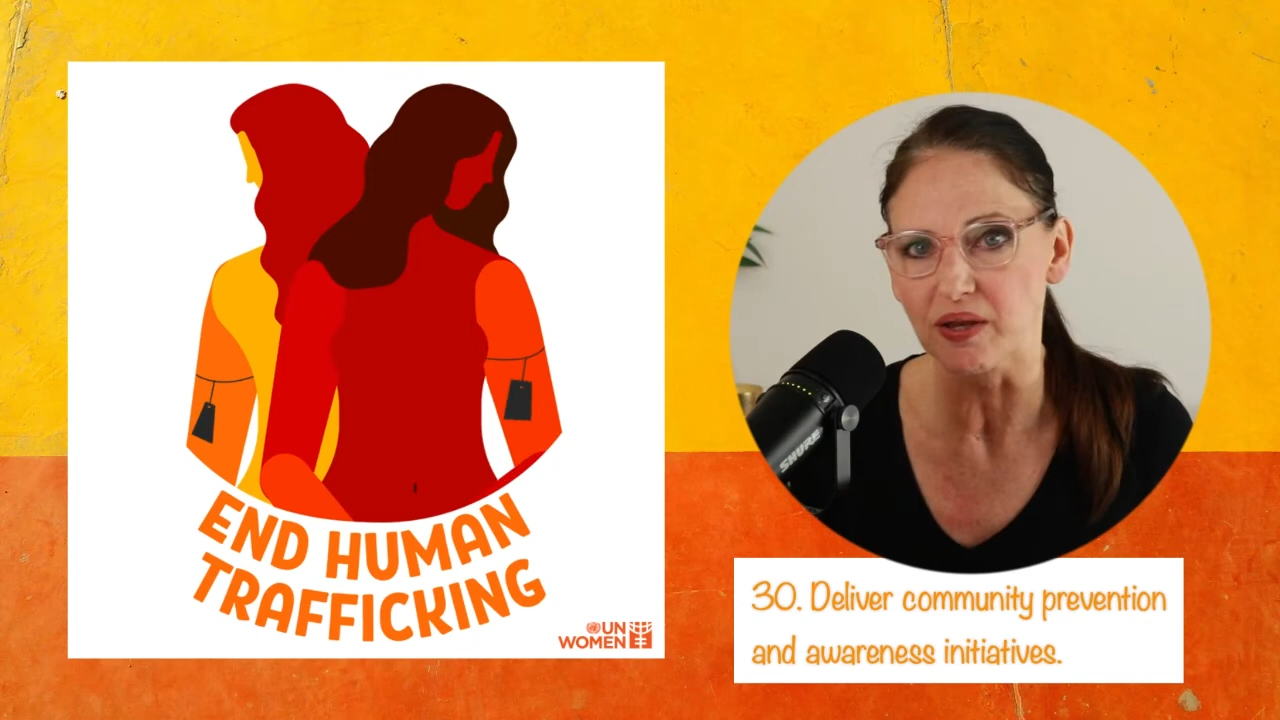 END HUMAN
TRAFFICKING
UN
WOMEN
SHURE
30. Deliver community prevention
and awareness initiatives.